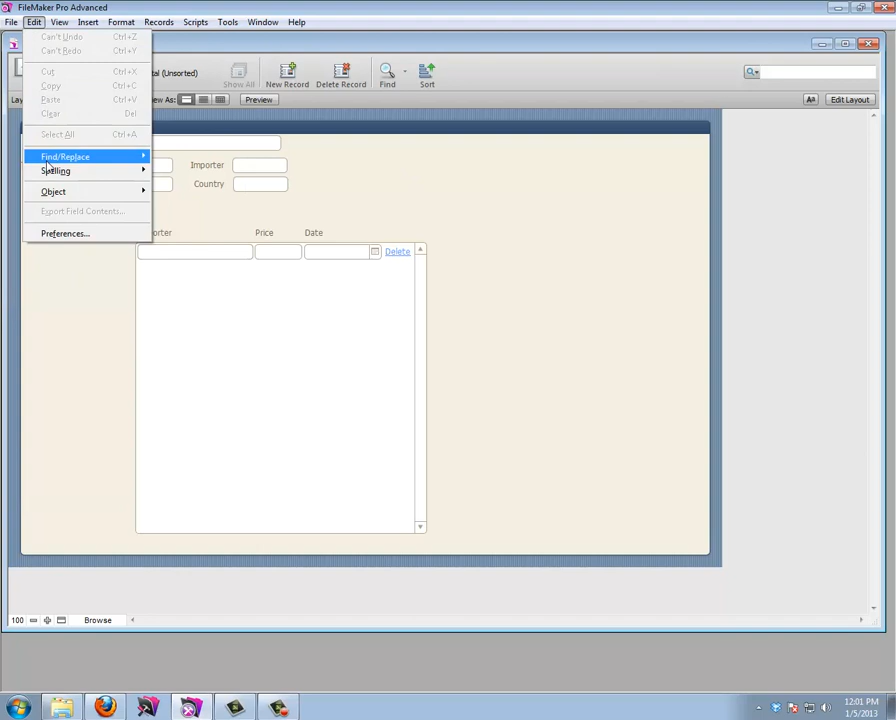 FileMaker Pro Advanced
File Edit View Insert Format Records Scripts Tools Window Help
Can't Undo Ctrl+Z
Can't Redo Ctrl+Y
Cut Ctrl+X
Copy Ctrl+C
Paste Ctrl+V
Clear Del
Select All Ctrl+A
Find/Replace
Spelling
Object
Export Field Contents...
Preferences...
tal (Unsorted)
Show All New Record Delete Record Find Sort
Lay
ew As: Preview Aa Edit Layout
Importer
Country
orter Price Date
Delete
100 Browse
12:01 PM
1/5/2013